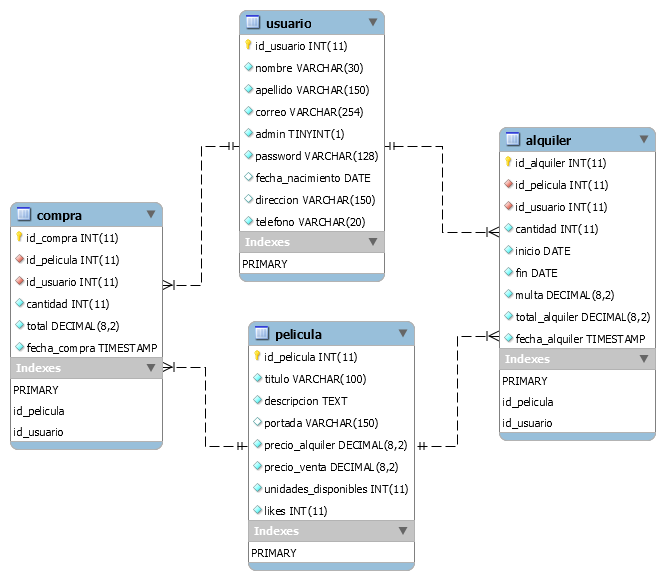 usuario
id_usuario INT(11)
nombre VARCHAR(30)
apellido VARCHAR(150)
correo VARCHAR(254)
admin TINYINT(1)
password VARCHAR(128)
fecha_nacimiento DATE
direccion VARCHAR(150)
telefono VARCHAR(20)
Indexes
PRIMARY
alquiler
id_alquiler INT(11)
id_pelicula INT(11)
id_usuario INT(11)
cantidad INT(11)
inicio DATE
fin DATE
multa DECIMAL(8,2)
total_alquiler DECIMAL(8,2)
fecha_alquiler TIMESTAMP
Indexes
PRIMARY
id_pelicula
id_usuario
compra
id_compra INT(11)
id_pelicula INT(11)
id_usuario INT(11)
cantidad INT(11)
total DECIMAL(8,2)
fecha_compra TIMESTAMP
Indexes
PRIMARY
id_pelicula
id_usuario
pelicula
id_pelicula INT(11)
titulo VARCHAR(100)
descripcion TEXT
portada VARCHAR(150)
precio_alquiler DECIMAL(8,2)
precio_venta DECIMAL(8,2)
unidades_disponibles INT(11)
likes INT(11)
Indexes
PRIMARY